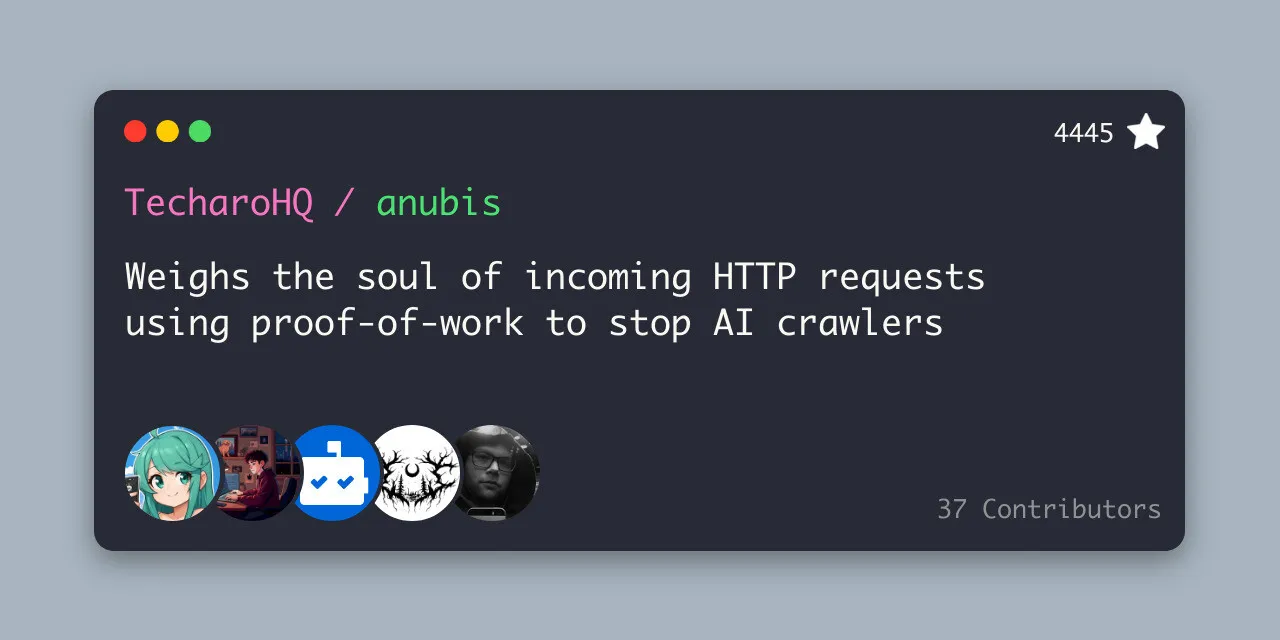 4445
TecharoHQ / anubis
Weighs the soul of incoming HTTP requests
using proof-of-work to stop AI crawlers
37 Contributors